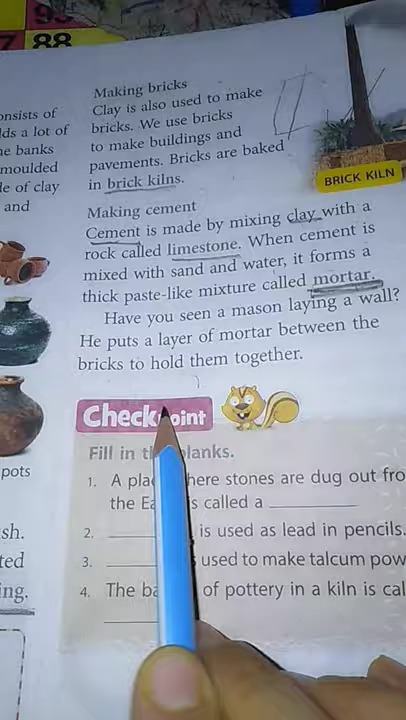 88
onsists of
lds a lot of
he banks
moulded
le of clay
and
pots
sh.
ted
ing.
Making bricks
Clay is also used to make
bricks. We use bricks
to make buildings and
pavements. Bricks are baked
in brick kilns.
BRICK KILN
Making cement
Cement is made by mixing clay with a
rock called limestone. When cement is
mixed with sand and water, it forms a
thick paste-like mixture called mortar.
Have you seen a mason laying a wall?
He puts a layer of mortar between the
bricks to hold them together.
Checkpoint
Fill in the blanks.
1. A place where stones are dug out fro
the Ea s called a
2. is used as lead in pencils.
3. used to make talcum pow
4. The ba of pottery in a kiln is cal